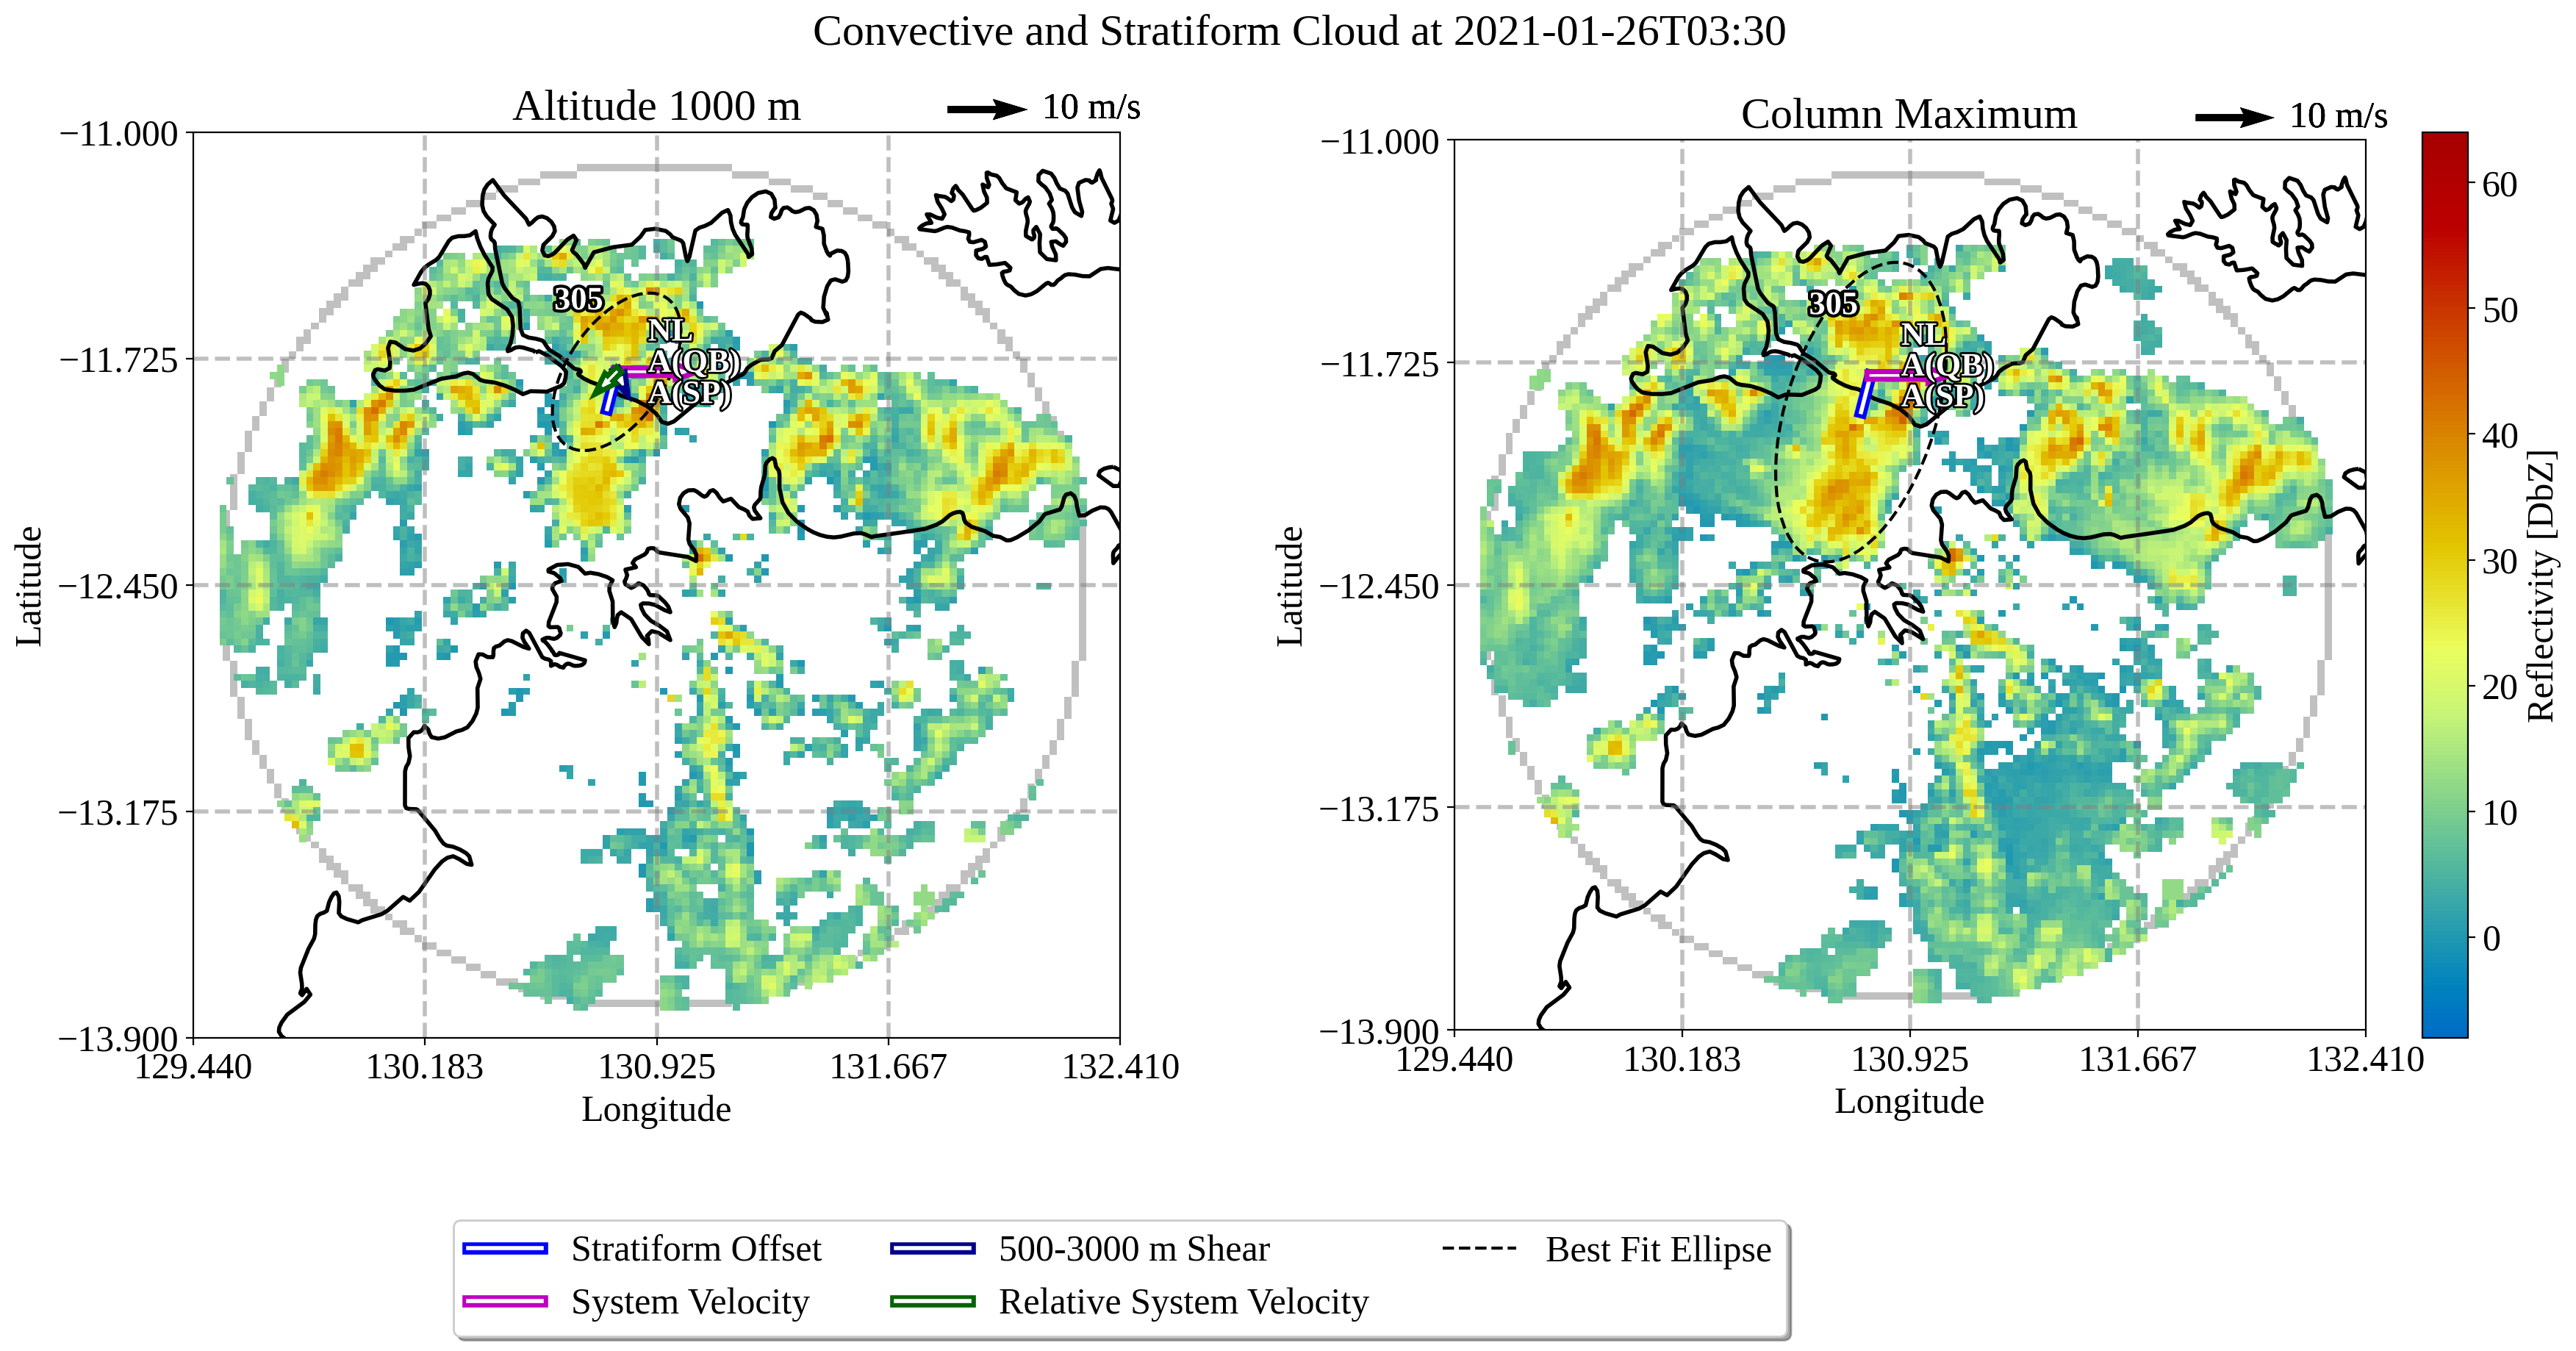 Convective and Stratiform Cloud at 2021-01-26T03:30
Altitude 1000 m
10 m/s
−11.000
−11.725
−12.450
−13.175
−13.900
Latitude
129.440
130.183
130.925
131.667
132.410
Longitude
305
NL
A(QB)
A(SP)
Column Maximum
10 m/s
−11.000
−11.725
−12.450
−13.175
−13.900
Latitude
129.440
130.183
130.925
131.667
132.410
Longitude
305
NL
A(QB)
A(SP)
60
50
40
30
20
10
0
Reflectivity [DbZ]
Stratiform Offset
System Velocity
500-3000 m Shear
Relative System Velocity
Best Fit Ellipse